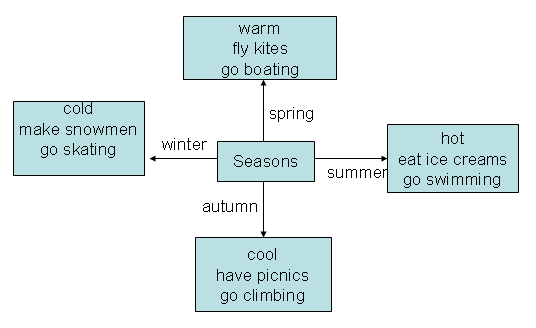 warm
fly kites
go boating
spring
cold
make snowmen
go skating
winter
Seasons
summer
hot
eat ice creams
go swimming
autumn
cool
have picnics
go climbing